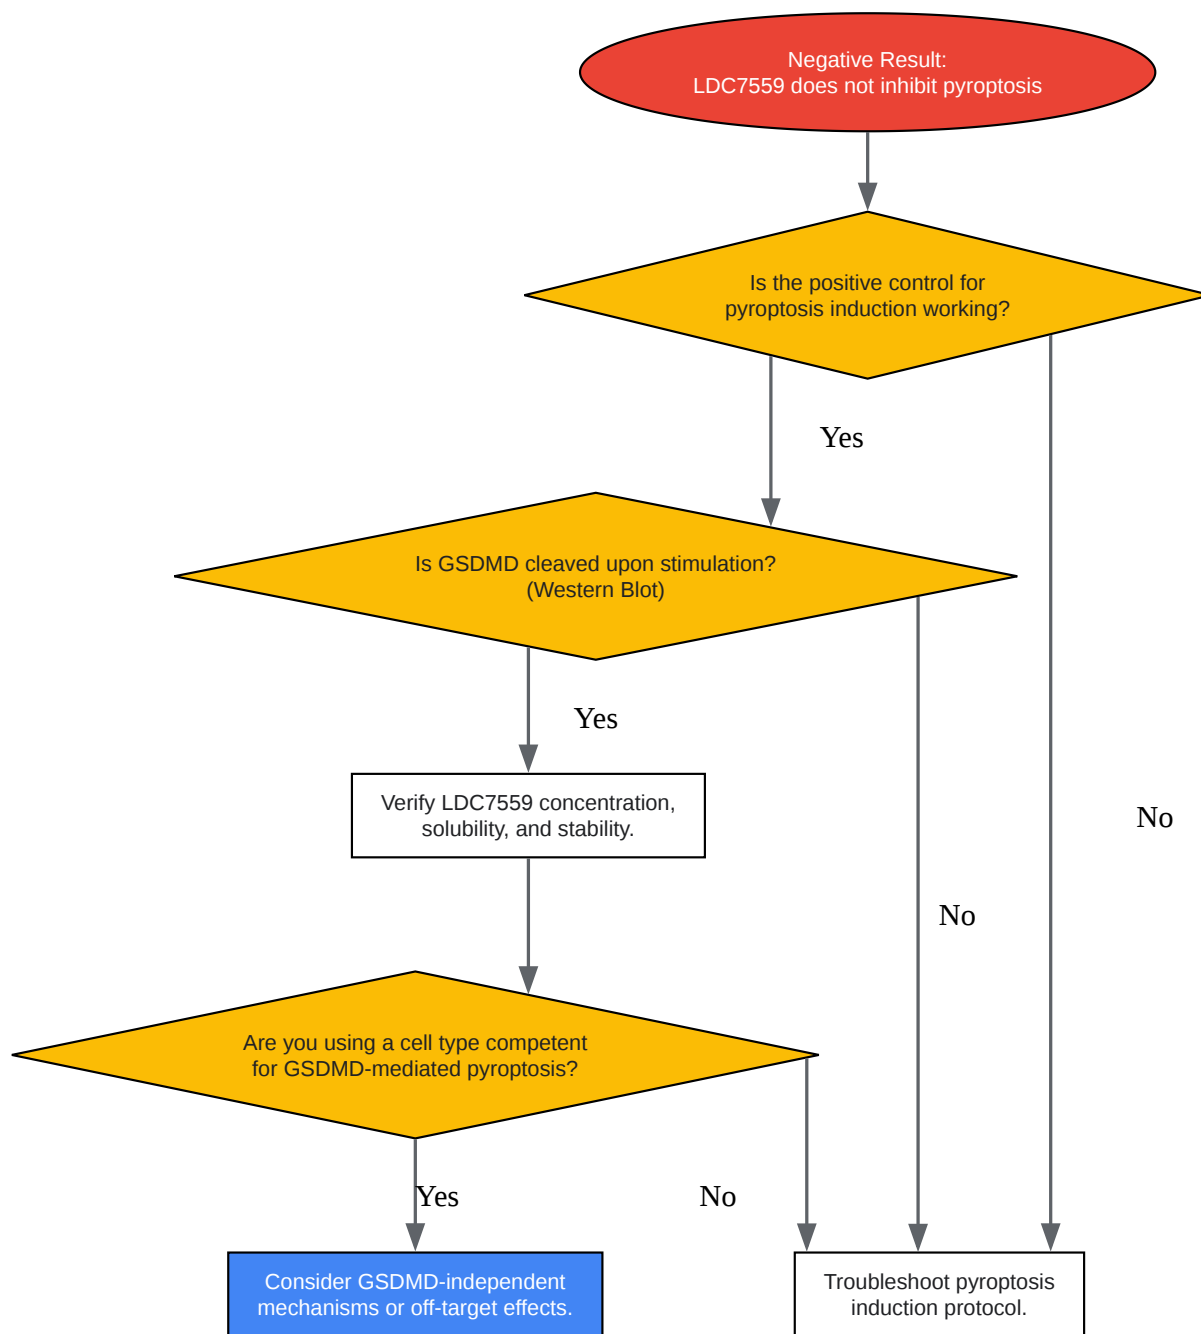 Negative Result:
LDC7559 does not inhibit pyroptosis
Is the positive control for
pyroptosis induction working?
Yes
Is GSDMD cleaved upon stimulation?
(Western Blot)
Yes
Verify LDC7559 concentration,
solubility, and stability.
No
No
Are you using a cell type competent
for GSDMD-mediated pyroptosis?
Yes
No
Consider GSDMD-independent
mechanisms or off-target effects.
Troubleshoot pyroptosis
induction protocol.